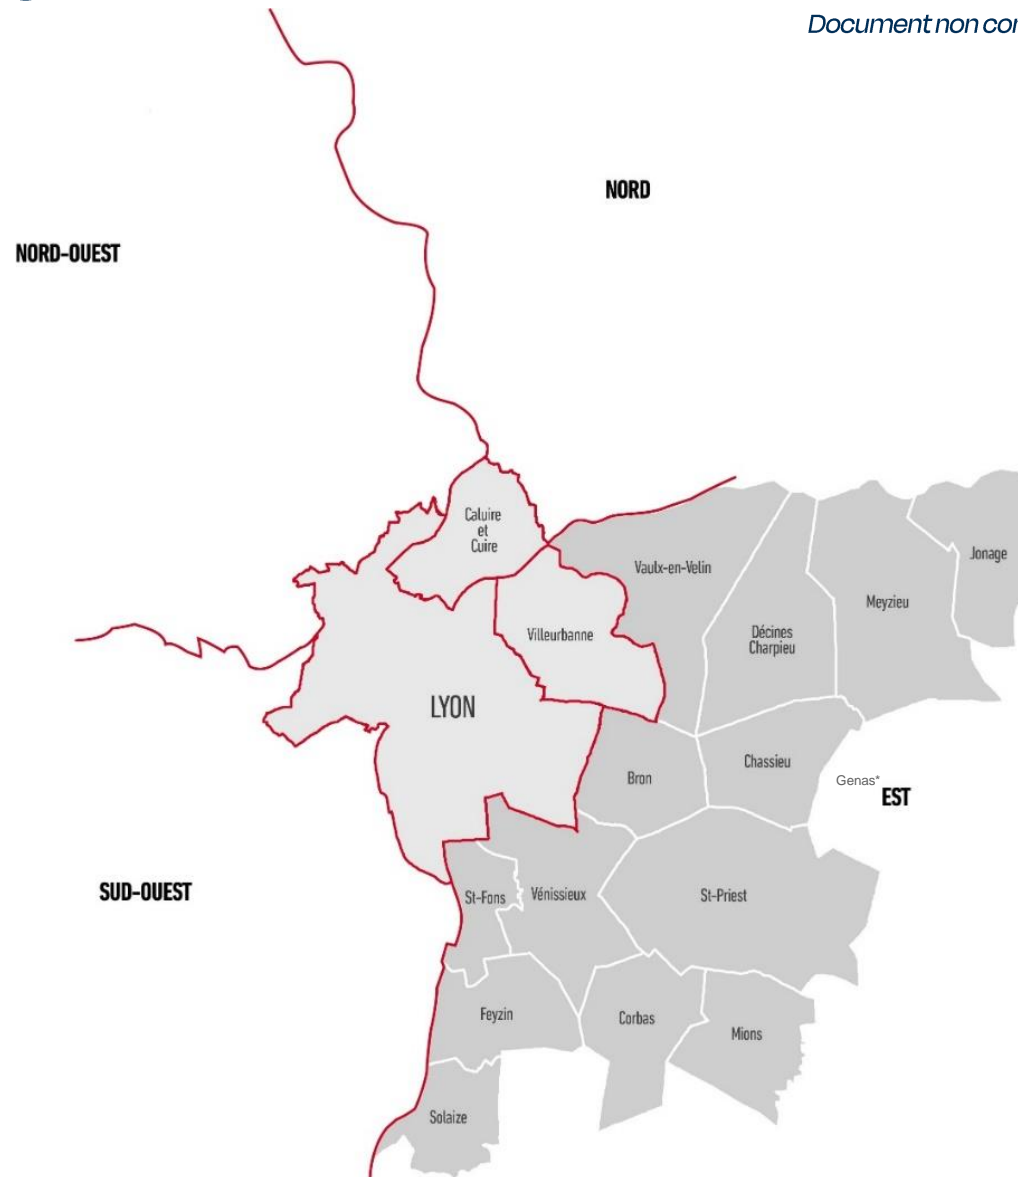 Document non con
NORD
NORD-OUEST
Caluire
et
Cuire
Vaulx-en-Velin
Jonage
Meyzieu
Villeurbanne
Décines
Charpieu
LYON
Chassieu
Bron
Genas*
EST
SUD-OUEST
St-Fons
Vénissieux
St-Priest
Feyzin
Corbas
Mions
Solaize